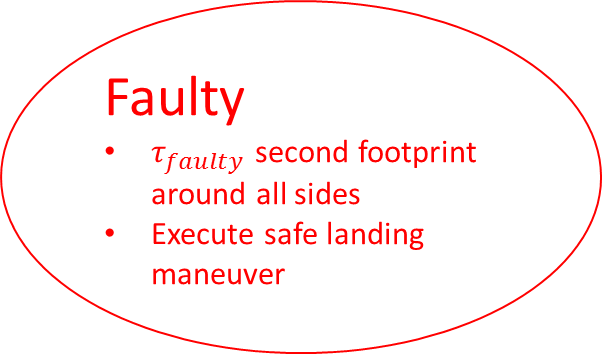 Faulty
• τ_faulty second footprint
around all sides
• Execute safe landing
maneuver